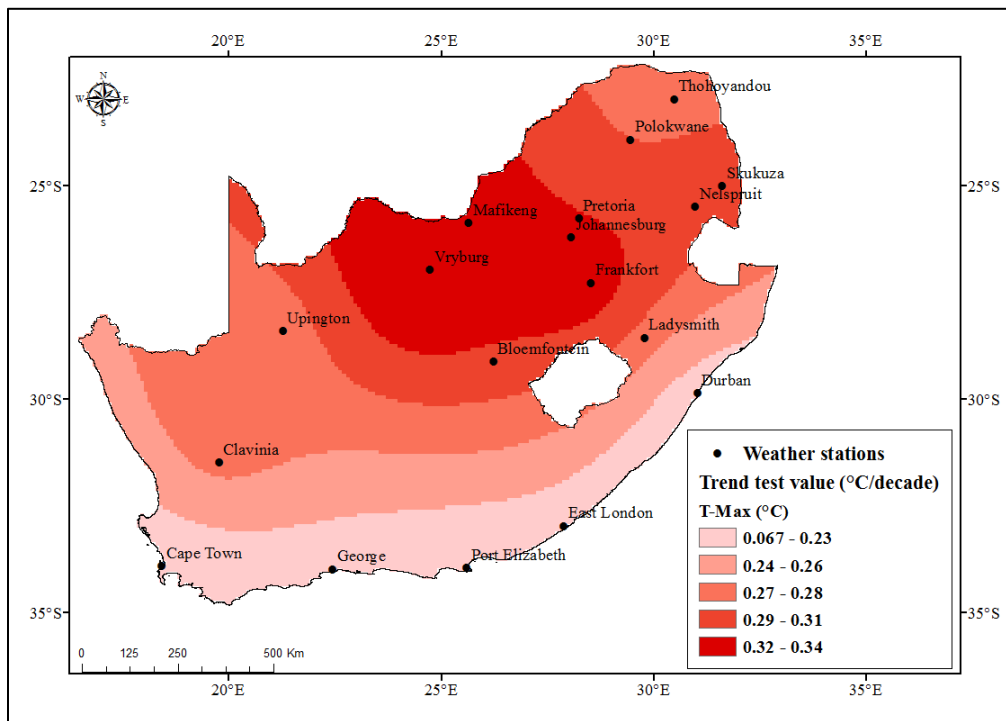 20°E 25°E 30°E 35°E
N
W E
S
Thohoyandou
Polokwane
25°S Skukuza 25°S
Nelspruit
Mafikeng Pretoria
Johannesburg
Vryburg Frankfort
Upington Ladysmith
Bloemfontein
Durban
30°S 30°S
Clavinia
East London
Cape Town George Port Elizabeth
35°S 35°S
Weather stations
Trend test value (°C/decade)
T-Max (°C)
0.067 - 0.23
0.24 - 0.26
0.27 - 0.28
0.29 - 0.31
0.32 - 0.34
0 125 250 500 Km
20°E 25°E 30°E 35°E